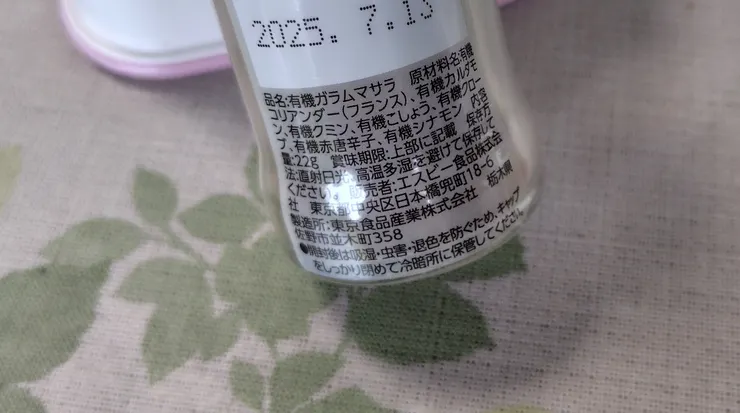 2025. 7.13
品名:有機ガラムマサラ 原材料名:有機
コリアンダー(フランス)、有機カルダモ
ン、有機クミン、有機こしょう、有機クロー
ブ、有機赤唐辛子、有機シナモン 内容
量:22g 賞味期限:上部に記載 保存方
法:直射日光、高温多湿を避けて保存して
ください。 販売者:エスビー食品株式会
社 東京都中央区日本橋兜町18-6
●製造所:東京食品産業株式会社 栃木県
佐野市並木町358
●開封後は吸湿・虫害・退色を防ぐため、キャップ
をしっかり閉めて冷暗所に保管してください。